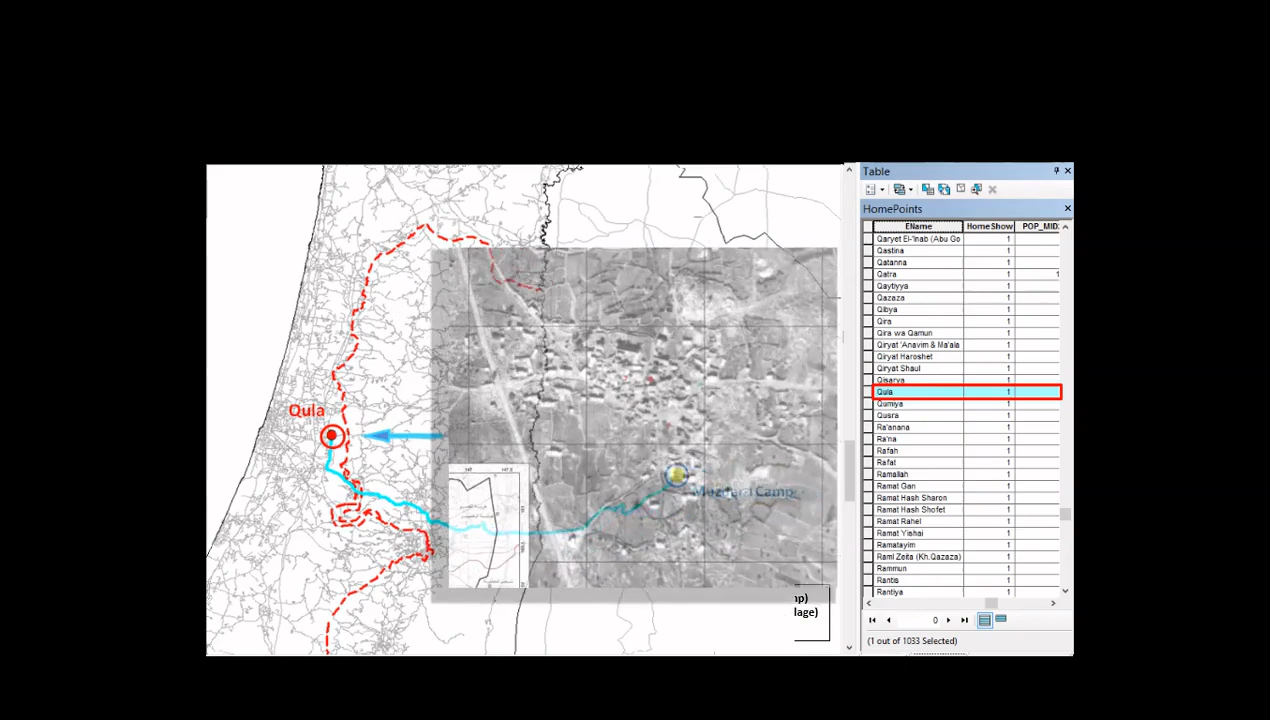 Table
HomePoints
EName HomeShow POP_MID
Qaryet El-'Inab (Abu Go 1
Qastina 1
Qatanna 1
Qatra 1 1
Qaytiyya 1
Qazaza 1
Qibya 1
Qira 1
Qira wa Qamun 1
Qiryat 'Anavim & Ma'ala 1
Qiryat Haroshet 1
Qiryat Shaul 1
Qisarya 1
Qula 1
Qumiya 1
Qusra 1
Ra'anana 1
Ra'na 1
Rafah 1
Rafat 1
Ramallah 1
Ramat Gan 1
Ramat Hash Sharon 1
Ramat Hash Shofet 1
Ramat Rahel 1
Ramat Yishai 1
Ramatayim 1
Raml Zeita (Kh.Qazaza) 1
Rammun 1
Rantis 1
Rantiya 1
0
(1 out of 1033 Selected)
Qula
Camp
ıp)
lage)